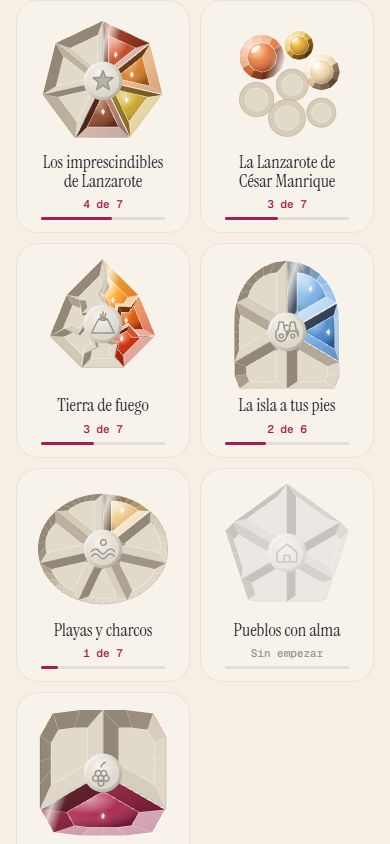 Los imprescindibles
de Lanzarote
4 de 7
La Lanzarote de
César Manrique
3 de 7
Tierra de fuego
3 de 7
La isla a tus pies
2 de 6
Playas y charcos
1 de 7
Pueblos con alma
Sin empezar